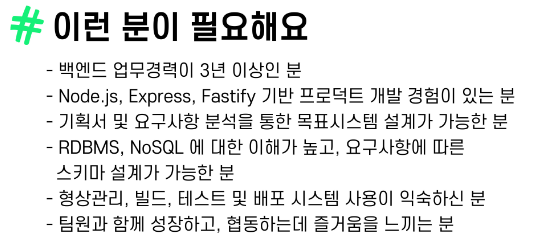 # 이런 분이 필요해요
- 백엔드 업무경력이 3년 이상인 분
- Node.js, Express, Fastify 기반 프로덕트 개발 경험이 있는 분
- 기획서 및 요구사항 분석을 통한 목표시스템 설계가 가능한 분
- RDBMS, NoSQL 에 대한 이해가 높고, 요구사항에 따른
스키마 설계가 가능한 분
- 형상관리, 빌드, 테스트 및 배포 시스템 사용이 익숙하신 분
- 팀원과 함께 성장하고, 협동하는데 즐거움을 느끼는 분